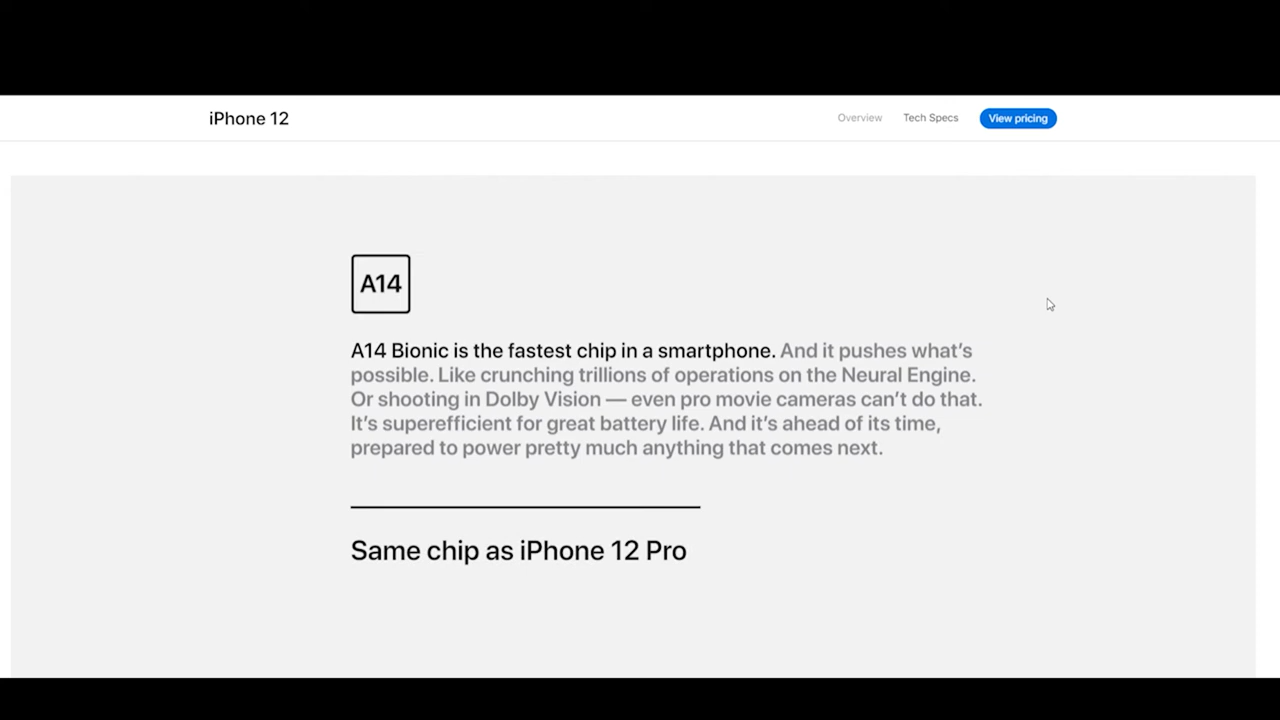 iPhone 12
Overview
Tech Specs
View pricing
A14
A14 Bionic is the fastest chip in a smartphone. And it pushes what's
possible. Like crunching trillions of operations on the Neural Engine.
Or shooting in Dolby Vision — even pro movie cameras can't do that.
It's superefficient for great battery life. And it's ahead of its time,
prepared to power pretty much anything that comes next.
Same chip as iPhone 12 Pro